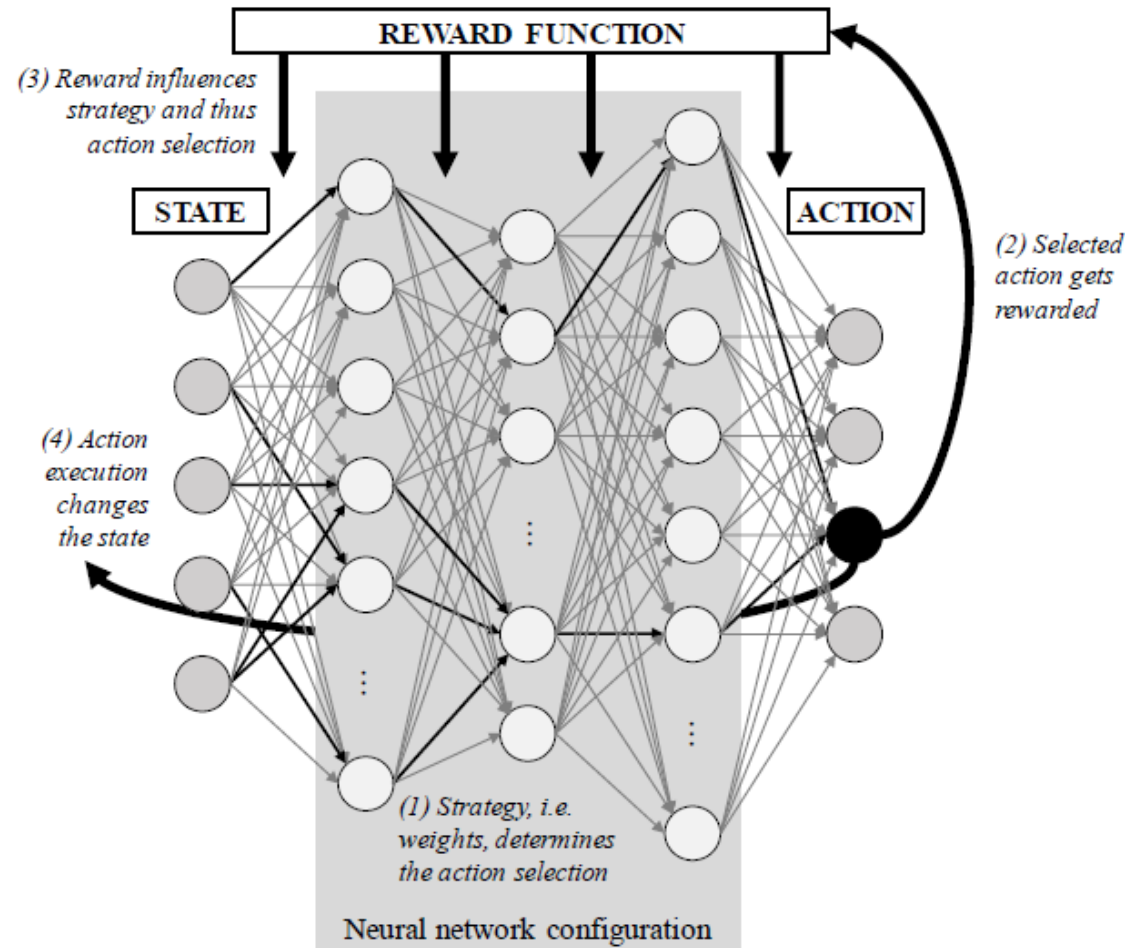 REWARD FUNCTION
(3) Reward influences
strategy and thus
action selection
STATE
ACTION
(2) Selected
action gets
rewarded
(4) Action
execution
changes
the state
...
...
...
(1) Strategy, i.e.
weights, determines
the action selection
Neural network configuration